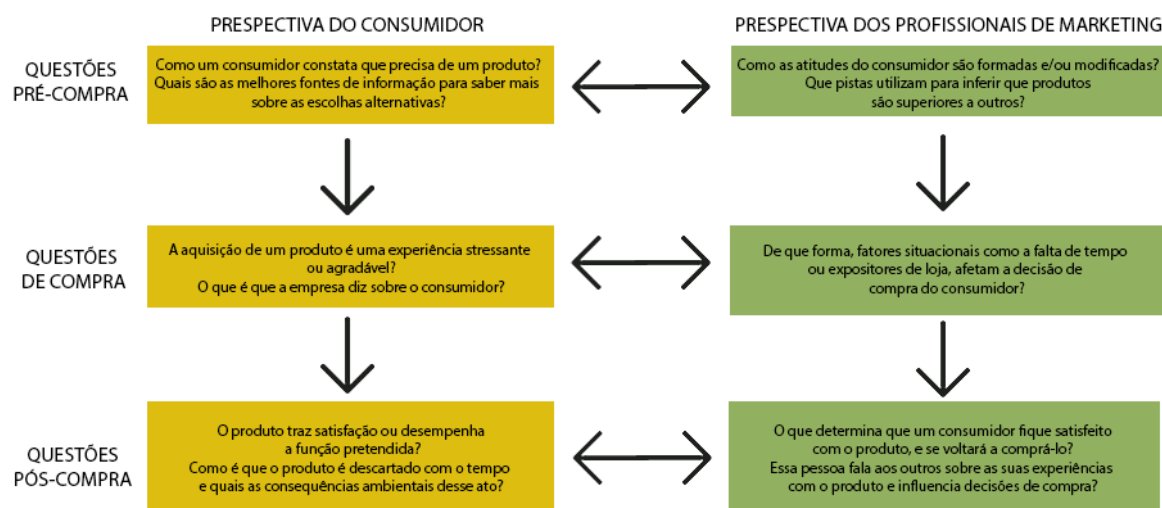 PRESPECTIVA DO CONSUMIDOR
PRESPECTIVA DOS PROFISSIONAIS DE MARKETING
QUESTÕES
PRÉ-COMPRA
Como um consumidor constata que precisa de um produto?
Quais são as melhores fontes de informação para saber mais
sobre as escolhas alternativas?
Como as atitudes do consumidor são formadas e/ou modificadas?
Que pistas utilizam para inferir que produtos
são superiores a outros?
QUESTÕES
DE COMPRA
A aquisição de um produto é uma experiência stressante
ou agradável?
O que é que a empresa diz sobre o consumidor?
De que forma, fatores situacionais como a falta de tempo
ou expositores de loja, afetam a decisão de
compra do consumidor?
QUESTÕES
PÓS-COMPRA
O produto traz satisfação ou desempenha
a função pretendida?
Como é que o produto é descartado com o tempo
e quais as consequências ambientais desse ato?
O que determina que um consumidor fique satisfeito
com o produto, e se voltará a comprá-lo?
Essa pessoa fala aos outros sobre as suas experiências
com o produto e influencia decisões de compra?